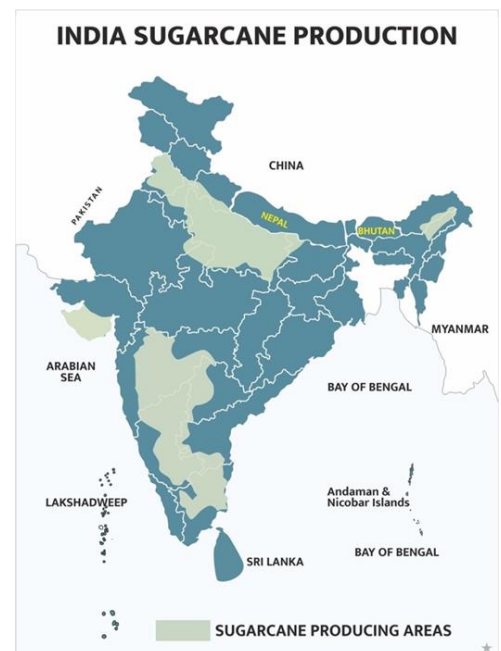 INDIA SUGARCANE PRODUCTION
CHINA
PAKISTAN
NEPAL
BHUTAN
MYANMAR
ARABIAN
SEA
BAY OF BENGAL
LAKSHADWEEP
Andaman &
Nicobar Islands
BAY OF BENGAL
SRI LANKA
SUGARCANE PRODUCING AREAS